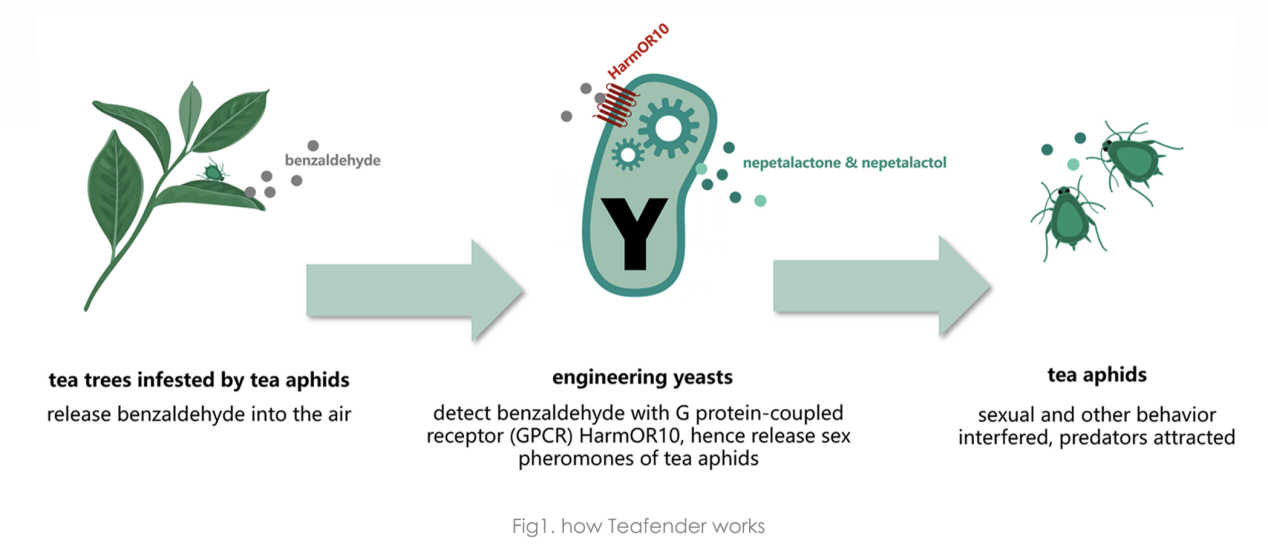 HarmOR10
benzaldehyde
nepetalactone & nepetalactol
Y
tea trees infested by tea aphids
release benzaldehyde into the air
engineering yeasts
detect benzaldehyde with G protein-coupled
receptor (GPCR) HarmOR10, hence release sex
pheromones of tea aphids
tea aphids
sexual and other behavior
interfered, predators attracted
Fig1. how Teafender works